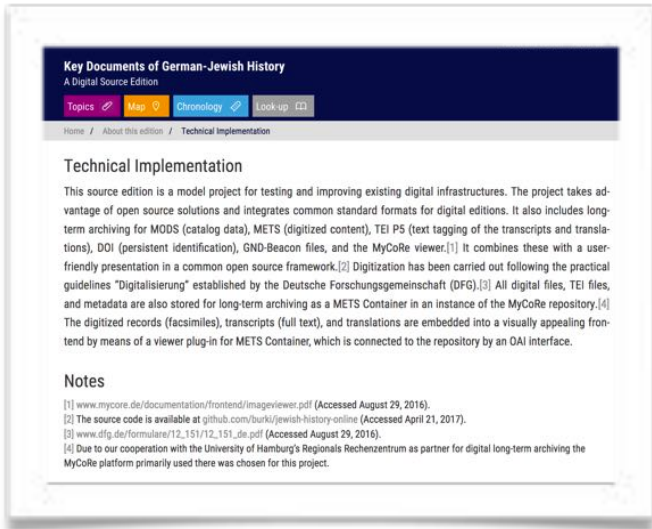 Key Documents of German-Jewish History
A Digital Source Edition
Topics Map Chronology Look-up
Home / About this edition / Technical Implementation
Technical Implementation
This source edition is a model project for testing and improving existing digital infrastructures. The project takes ad-
vantage of open source solutions and integrates common standard formats for digital editions. It also includes long-
term archiving for MODS (catalog data), METS (digitized content), TEI P5 (text tagging of the transcripts and transla-
tions), DOI (persistent identification), GND-Beacon files, and the MyCoRe viewer.[1] It combines these with a user-
friendly presentation in a common open source framework.[2] Digitization has been carried out following the practical
guidelines "Digitalisierung" established by the Deutsche Forschungsgemeinschaft (DFG).[3] All digital files, TEI files,
and metadata are also stored for long-term archiving as a METS Container in an instance of the MyCoRe repository.[4]
The digitized records (facsimiles), transcripts (full text), and translations are embedded into a visually appealing fron-
tend by means of a viewer plug-in for METS Container, which is connected to the repository by an OAI interface.
Notes
[1] www.mycore.de/documentation/frontend/imageviewer.pdf (Accessed August 29, 2016).
[2] The source code is available at github.com/burki/jewish-history-online (Accessed April 21, 2017).
[3] www.dfg.de/formulare/12_151/12_151_de.pdf (Accessed August 29, 2016).
[4] Due to our cooperation with the University of Hamburg's Regionals Rechenzentrum as partner for digital long-term archiving the
MyCoRe platform primarily used there was chosen for this project.